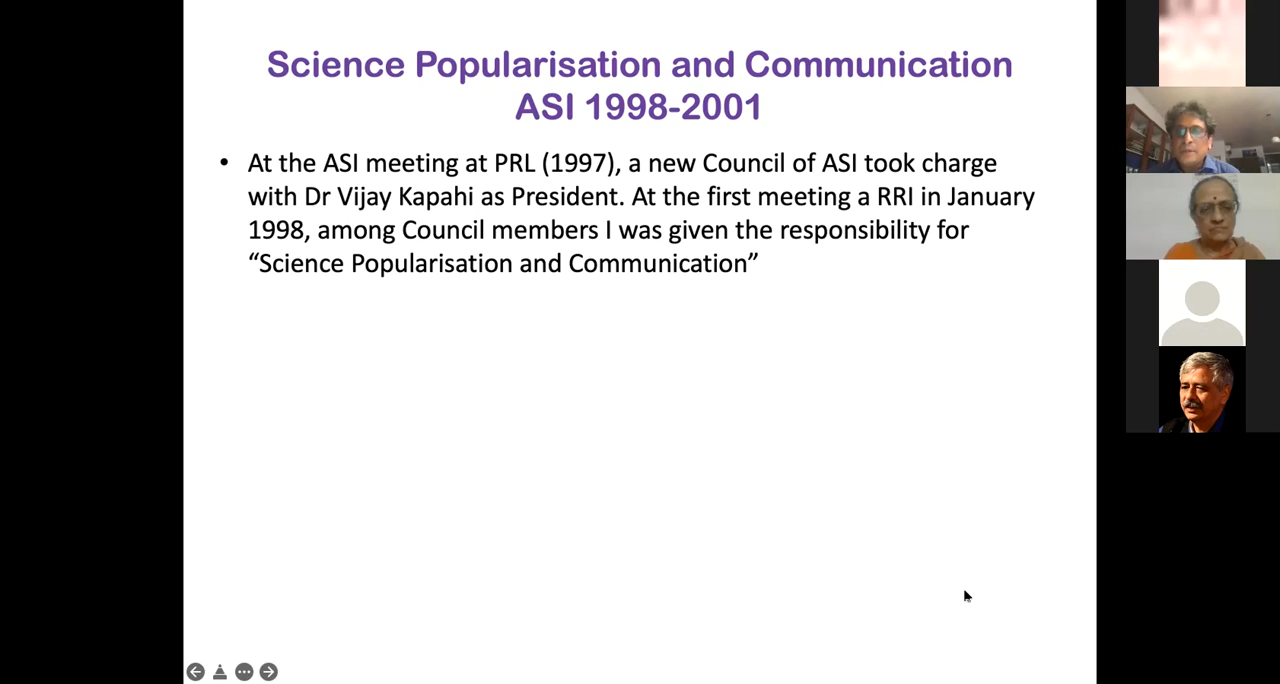 Science Popularisation and Communication
ASI 1998-2001
• At the ASI meeting at PRL (1997), a new Council of ASI took charge
with Dr Vijay Kapahi as President. At the first meeting a RRI in January
1998, among Council members I was given the responsibility for
“Science Popularisation and Communication”